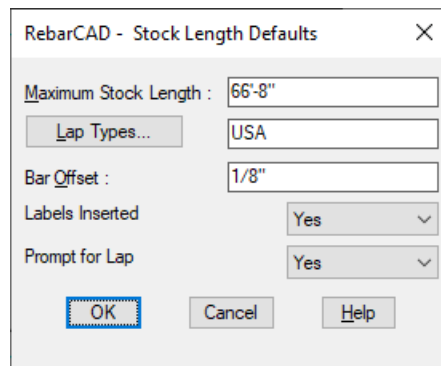 RebarCAD - Stock Length Defaults
Maximum Stock Length : 66'-8"
Lap Types... USA
Bar Offset : 1/8"
Labels Inserted Yes
Prompt for Lap Yes
OK Cancel Help